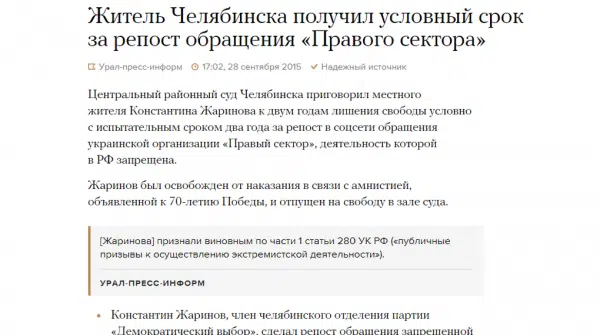 Житель Челябинска получил условный срок
за репост обращения «Правого сектора»
Урал-пресс-информ 17:02, 28 сентября 2015 Надежный источник
Центральный районный суд Челябинска приговорил местного
жителя Константина Жаринова к двум годам лишения свободы условно
с испытательным сроком два года за репост в соцсети обращения
украинской организации «Правый сектор», деятельность которой
в РФ запрещена.
Жаринов был освобожден от наказания в связи с амнистией,
объявленной к 70-летию Победы, и отпущен на свободу в зале суда.
[Жаринова] признали виновным по части 1 статьи 280 УК РФ («публичные
призывы к осуществлению экстремистской деятельности»).
УРАЛ-ПРЕСС-ИНФОРМ
• Константин Жаринов, член челябинского отделения партии
«Демократический выбор», сделал репост обращения запрещенной